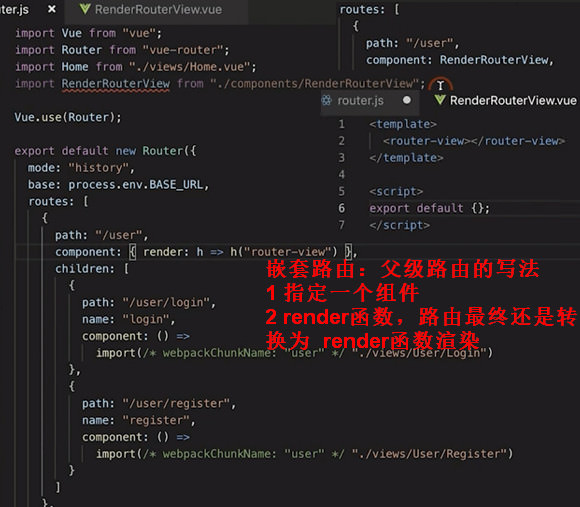 ter.js × RenderRouterView.vue
import Vue from "vue";
import Router from "vue-router";
import Home from "./views/Home.vue";
import RenderRouterView from "./components/RenderRouterView";
Vue.use(Router);
export default new Router({
mode: "history",
base: process.env.BASE_URL,
routes: [
{
path: "/user",
component: { render: h => h("router-view") },
children: [
{
path: "/user/login",
name: "login",
component: () =>
import(/* webpackChunkName: "user" */ "./views/User/Login")
},
{
path: "/user/register",
name: "register",
component: () =>
import(/* webpackChunkName: "user" */ "./views/User/Register")
}
]
},
routes: [
{
path: "/user",
component: RenderRouterView,
router.js ● RenderRouterView.vue
1 <template>
2 <router-view></router-view>
3 </template>
4
5 <script>
6 export default {};
7 </script>
嵌套路由：父级路由的写法
1 指定一个组件
2 render函数，路由最终还是转
换为 render函数渲染